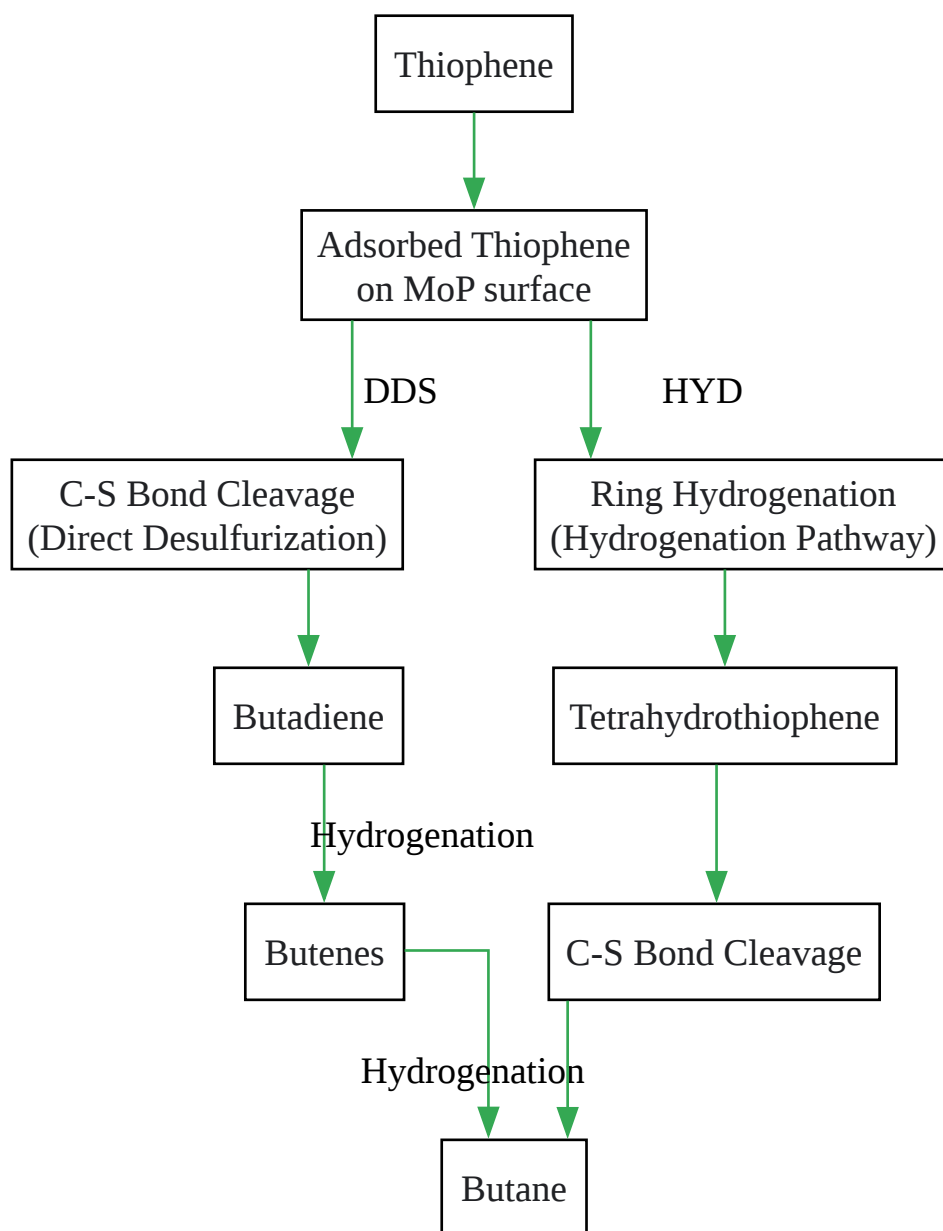 Thiophene
Adsorbed Thiophene
on MoP surface
DDS
HYD
C-S Bond Cleavage
(Direct Desulfurization)
Ring Hydrogenation
(Hydrogenation Pathway)
Butadiene
Tetrahydrothiophene
Hydrogenation
Butenes
C-S Bond Cleavage
Hydrogenation
Butane